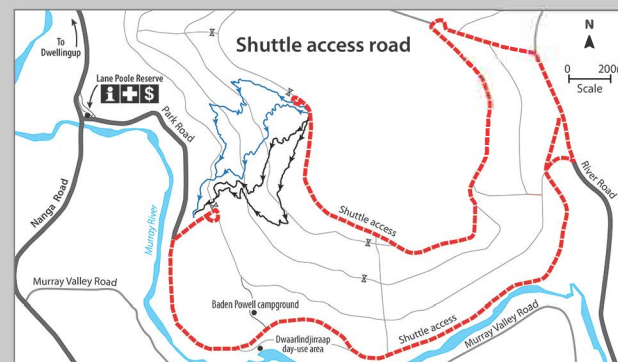 Shuttle access road
N
0 200
Scale
To
Dwellingup
Lane Poole Reserve
i + $
Park Road
Nanga Road
Murray River
River Road
Murray Valley Road
Shuttle access
Baden Powell campground
Dwaarlindjirraap
day-use area
Shuttle access
Murray Valley Road